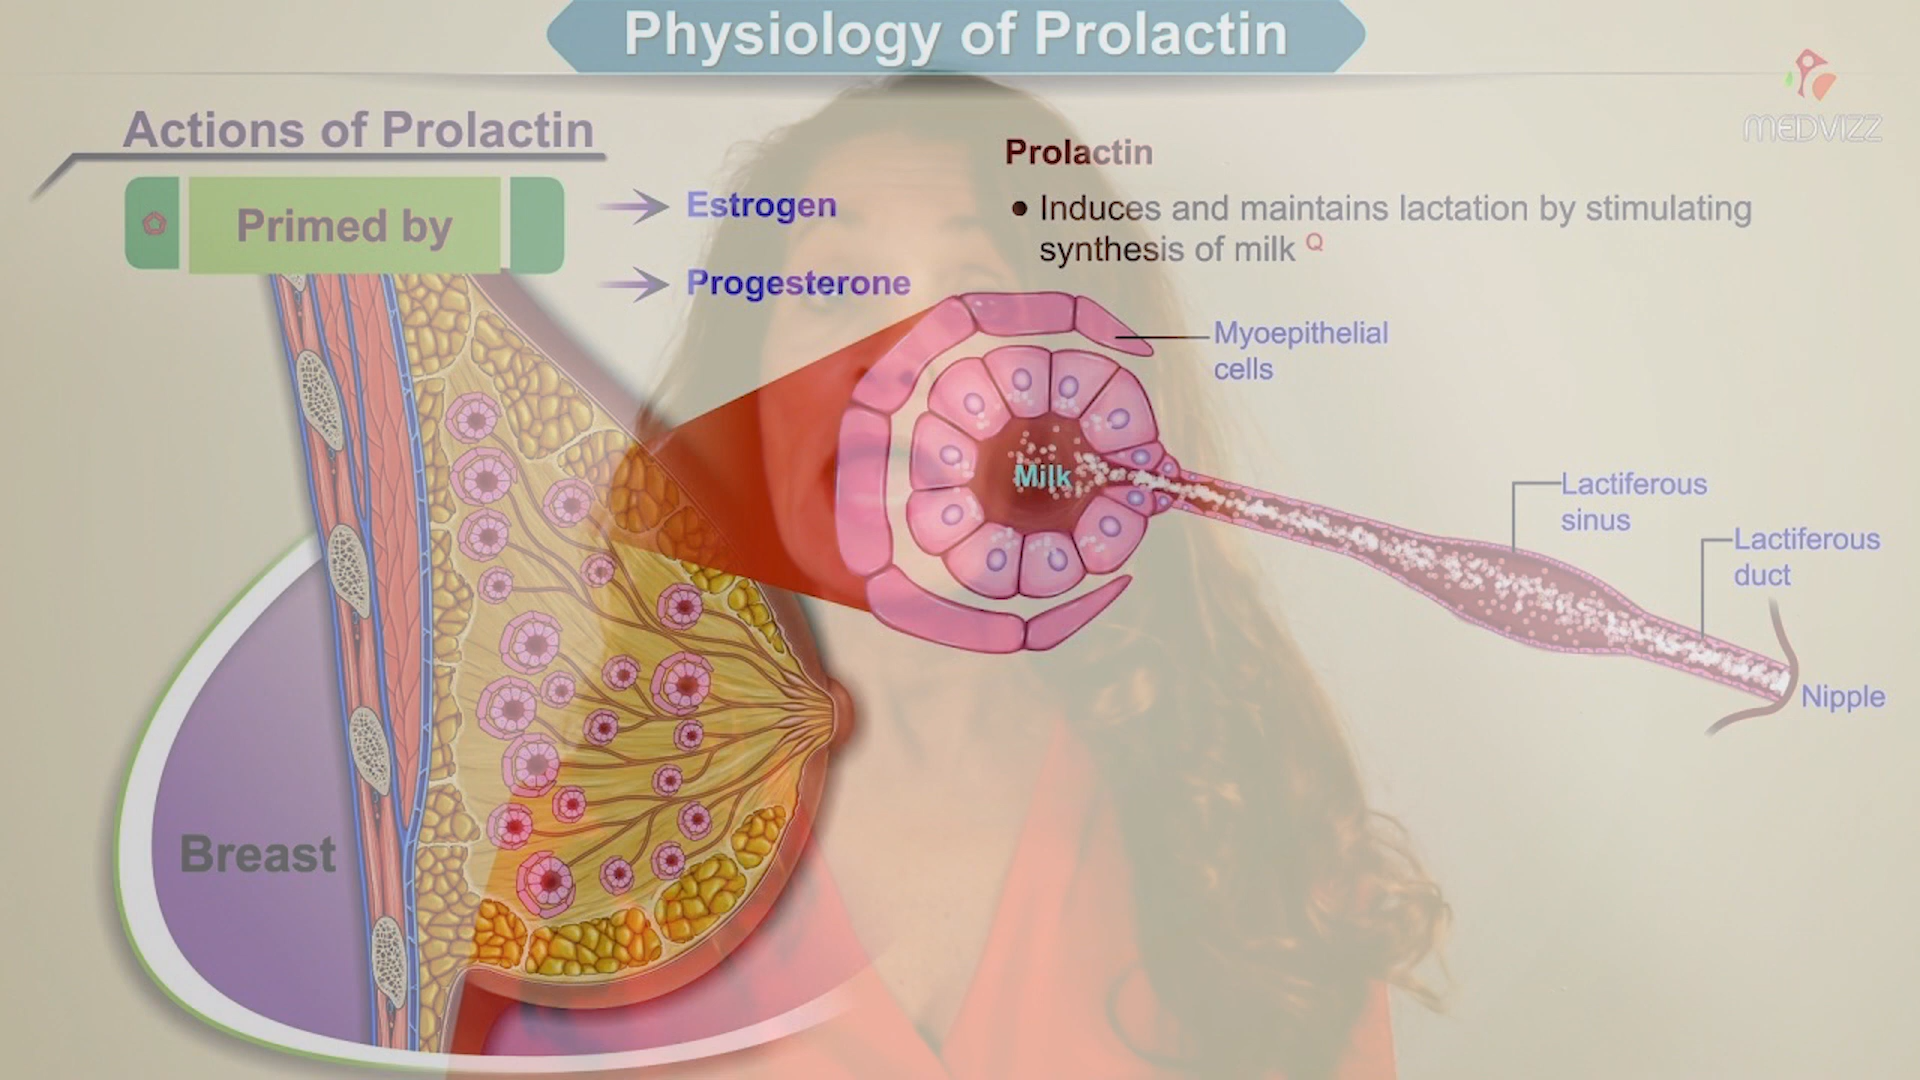 Physiology of Prolactin
MEDVIZZ
Actions of Prolactin
Primed by
Estrogen
Progesterone
Prolactin
• Induces and maintains lactation by stimulating
synthesis of milk Q
Myoepithelial
cells
Milk
Lactiferous
sinus
Lactiferous
duct
Nipple
Breast